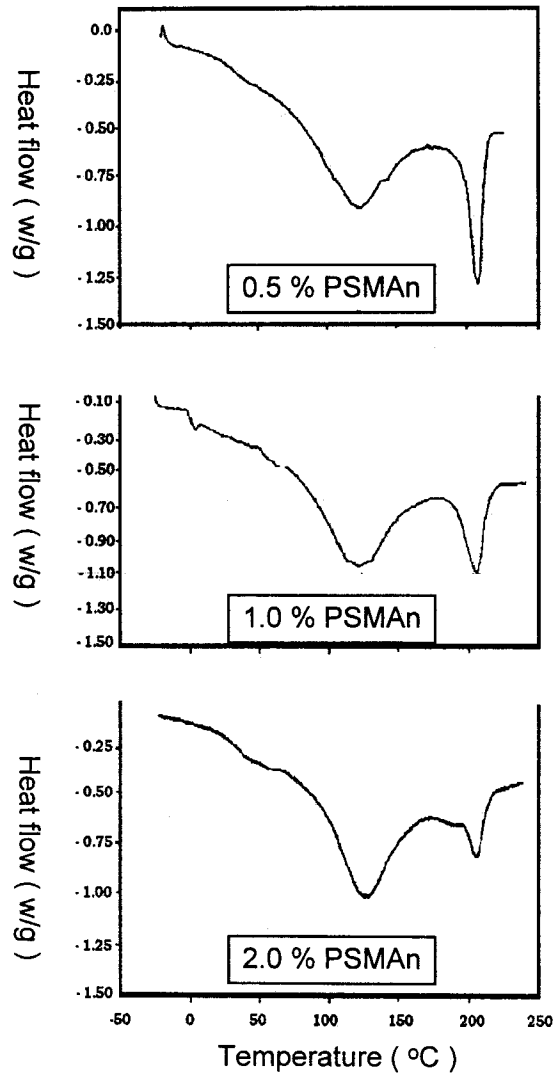 Heat flow ( w/g )
0.0
- 0.25
- 0.50
- 0.75
- 1.00
- 1.25
- 1.50
0.5 % PSMAn
Heat flow ( w/g )
- 0.10
- 0.30
- 0.50
- 0.70
- 0.90
- 1.10
- 1.30
- 1.50
1.0 % PSMAn
Heat flow ( w/g )
- 0.25
- 0.50
- 0.75
- 1.00
- 1.25
- 1.50
2.0 % PSMAn
-50 0 50 100 150 200 250
Temperature ( °C )